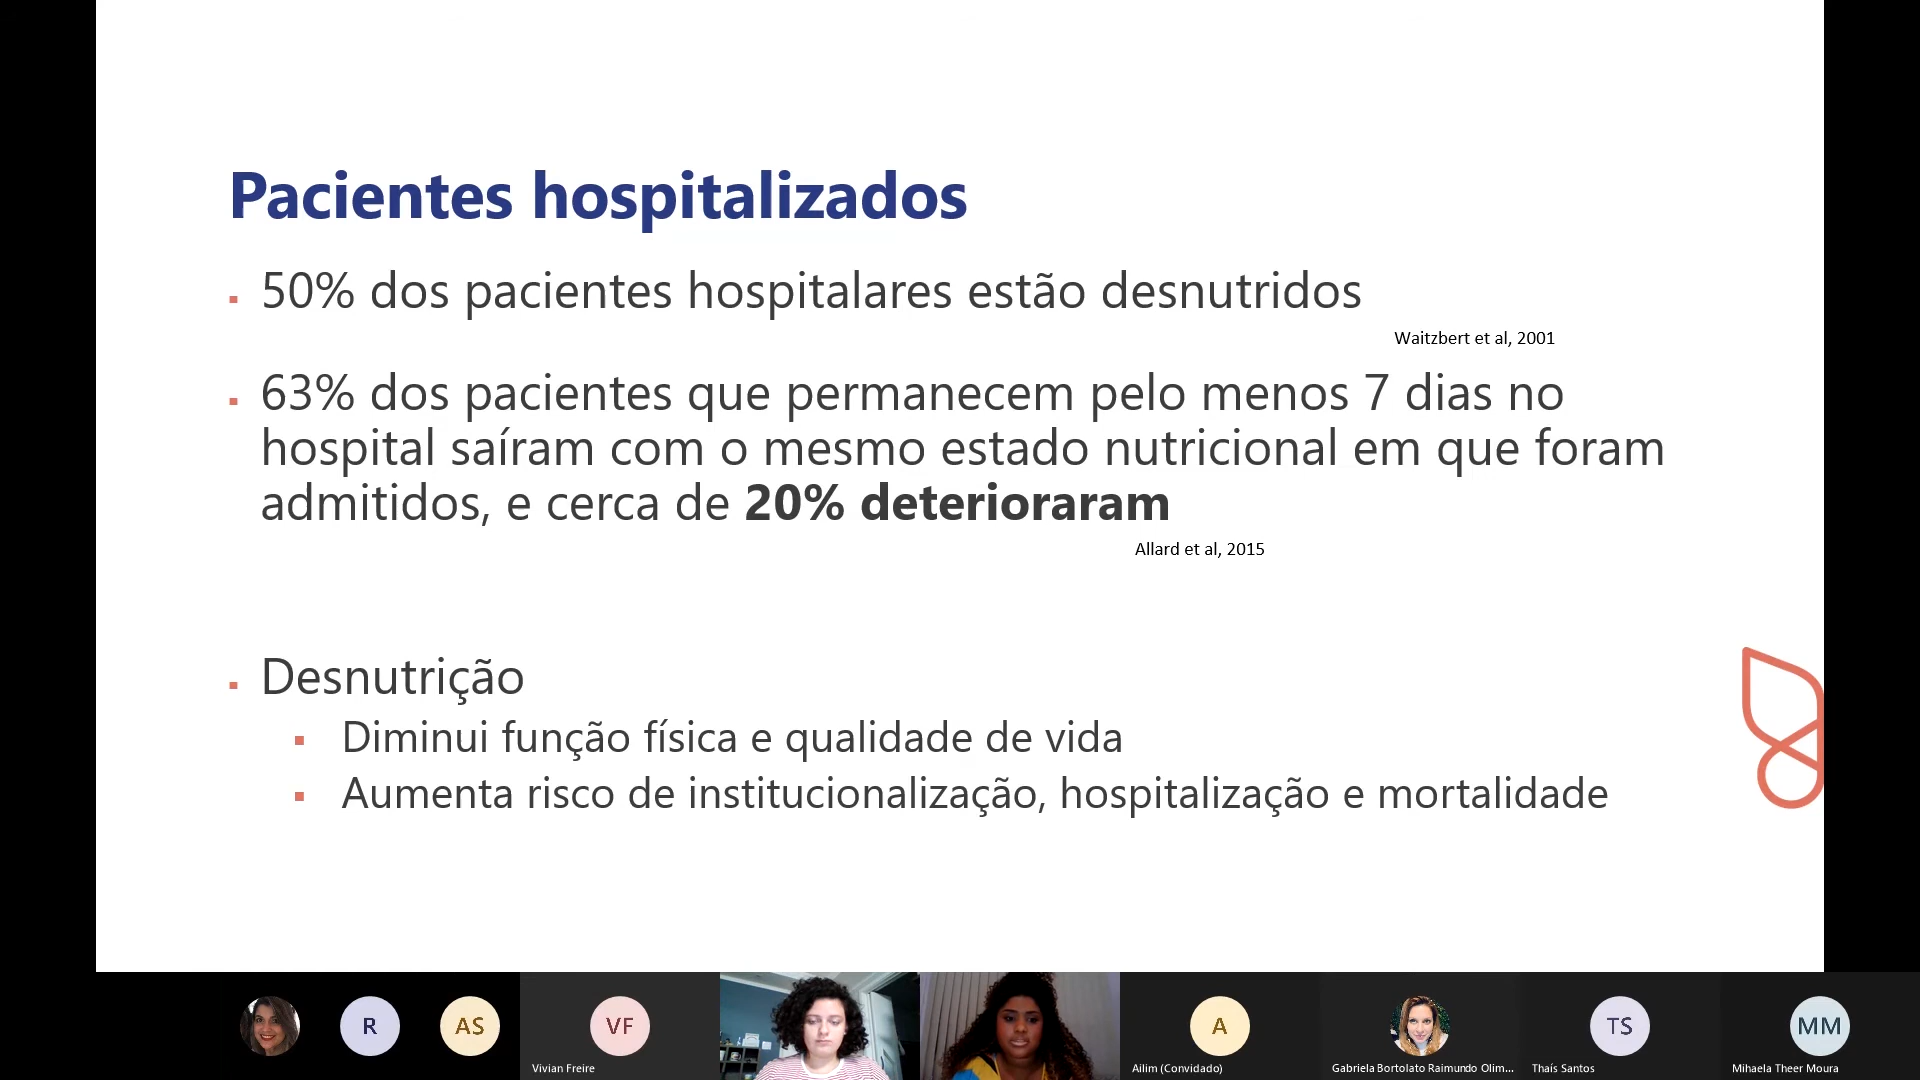 Pacientes hospitalizados
▪ 50% dos pacientes hospitalares estão desnutridos
Waitzbert et al, 2001
▪ 63% dos pacientes que permanecem pelo menos 7 dias no
hospital saíram com o mesmo estado nutricional em que foram
admitidos, e cerca de 20% deterioraram
Allard et al, 2015
▪ Desnutrição
▪ Diminui função física e qualidade de vida
▪ Aumenta risco de institucionalização, hospitalização e mortalidade
R
AS
VF
A
TS
MM
Vivian Freire
Ailim (Convidado)
Gabriela Bortolato Raimundo Olim...
Thaís Santos
Mihaela Theer Moura